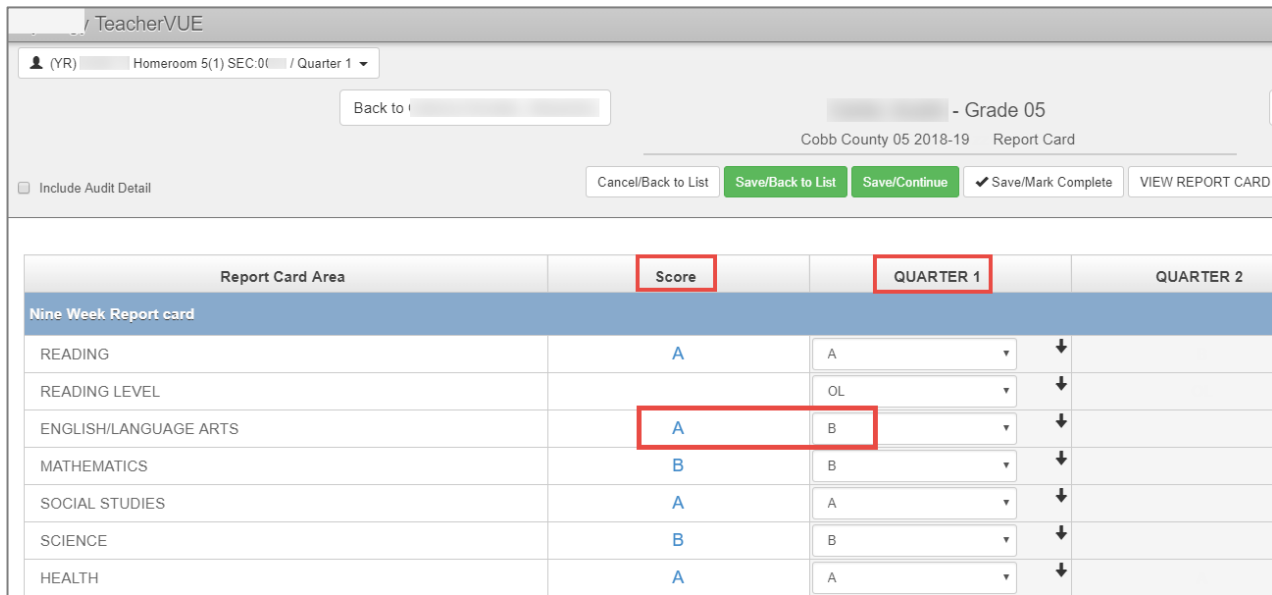 TeacherVUE
(YR) Homeroom 5(1) SEC:0 / Quarter 1
Back to
- Grade 05
Cobb County 05 2018-19 Report Card
Include Audit Detail
Cancel/Back to List Save/Back to List Save/Continue Save/Mark Complete VIEW REPORT CARD
Report Card Area Score QUARTER 1 QUARTER 2
Nine Week Report card
READING A A
READING LEVEL OL
ENGLISH/LANGUAGE ARTS A B
MATHEMATICS B B
SOCIAL STUDIES A A
SCIENCE B B
HEALTH A A